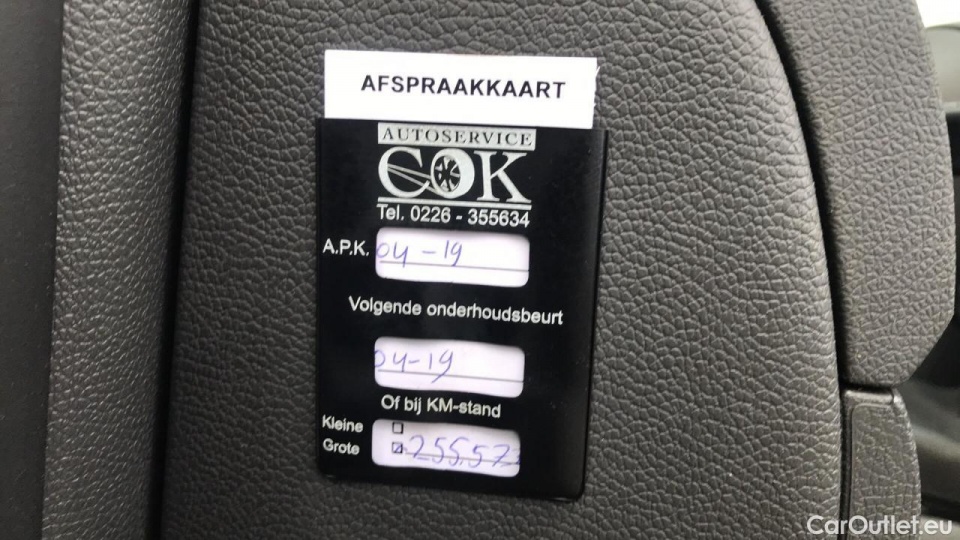 AFSPRAAKKAART
AUTOSERVICE
COK
Tel. 0226 - 355634
A.P.K. 04-19
Volgende onderhoudsbeurt
04-19
Of bij KM-stand
Kleine
Grote
CarOutlet.eu